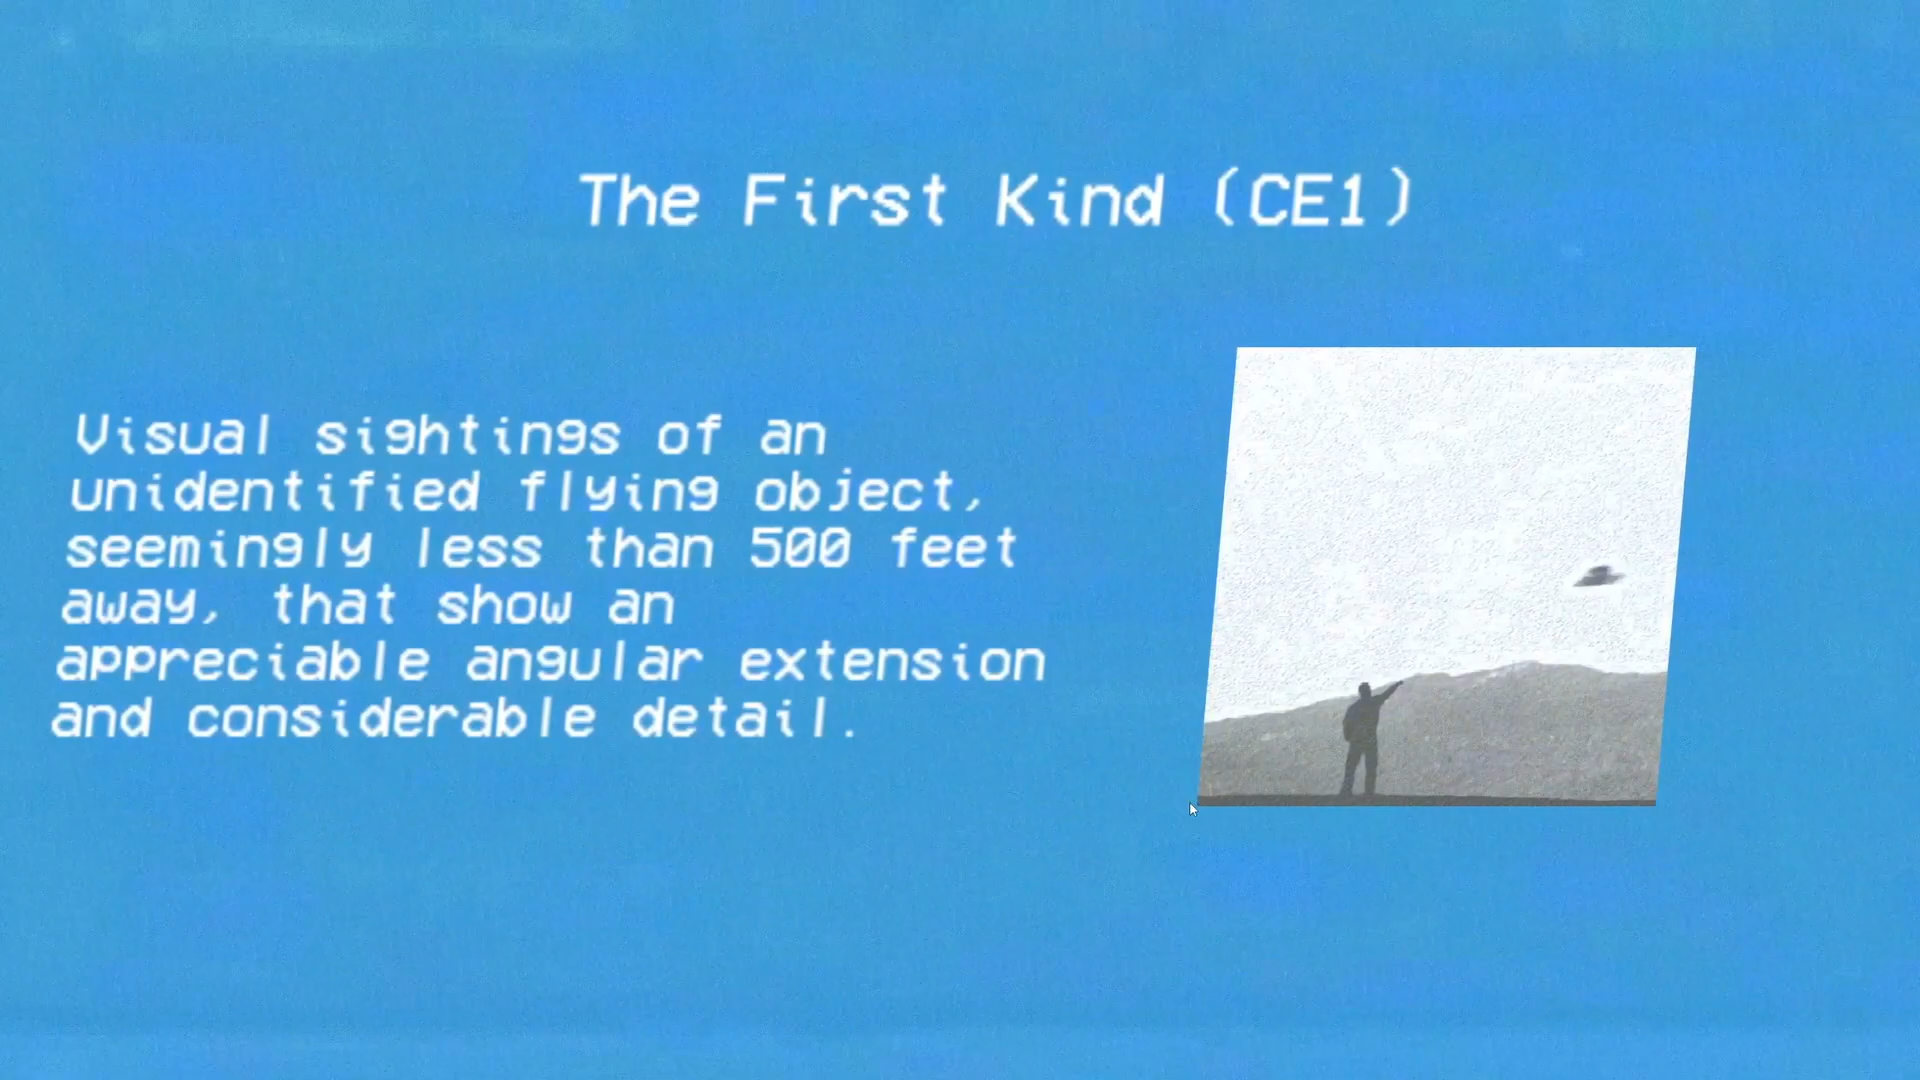 The First Kind (CE1)
Visual sightings of an
unidentified flying object,
seemingly less than 500 feet
away, that show an
appreciable angular extension
and considerable detail.